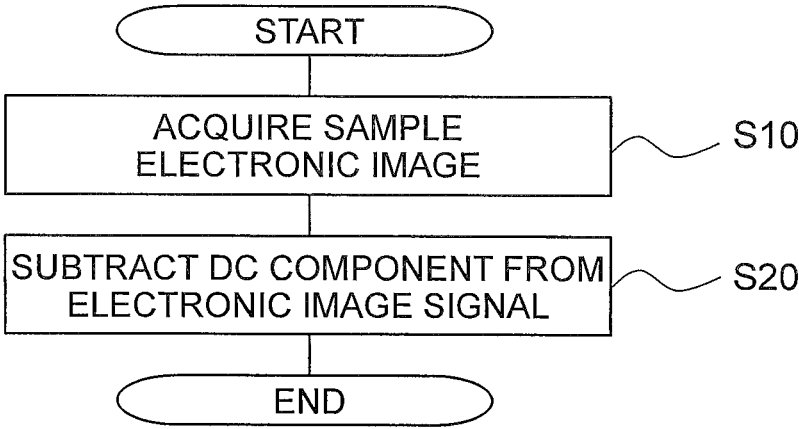 START
ACQUIRE SAMPLE
ELECTRONIC IMAGE
S10
SUBTRACT DC COMPONENT FROM
ELECTRONIC IMAGE SIGNAL
S20
END